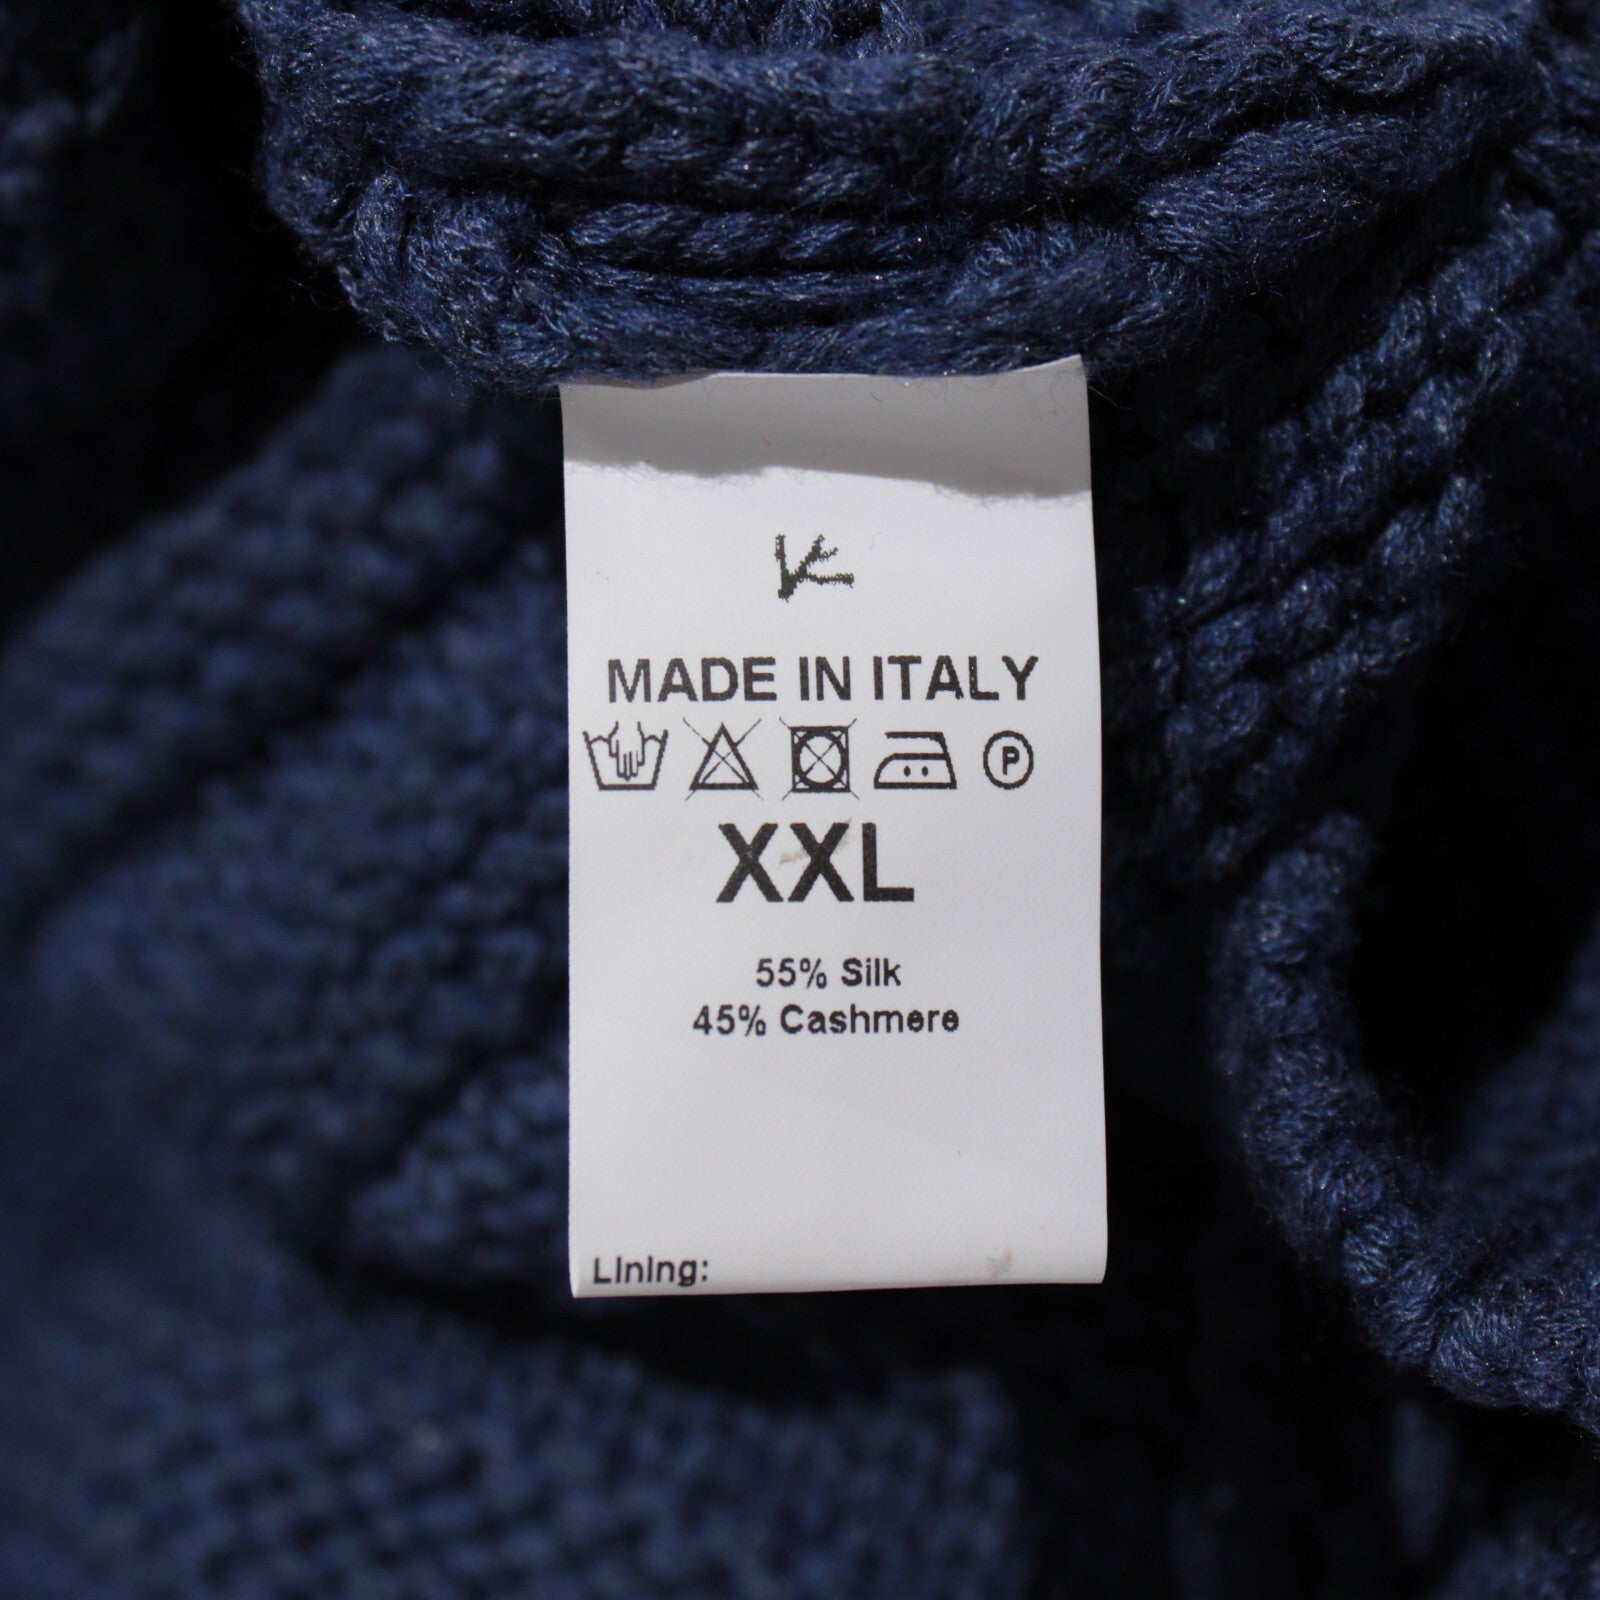 MADE IN ITALY
P
XXL
55% Silk
45% Cashmere
Lining: